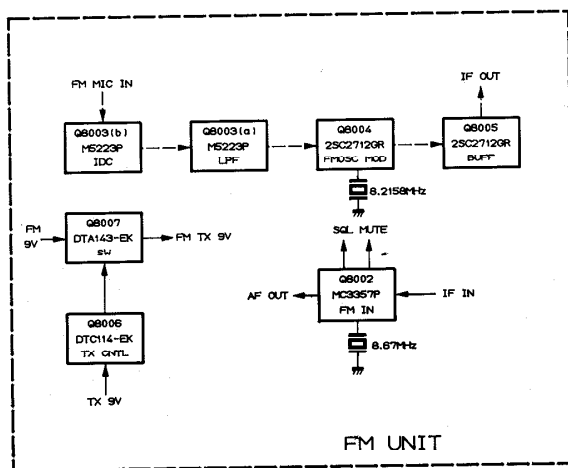 FM MIC IN
IF OUT
Q8003(b)
M5223P
IDC
Q8003(a)
M5223P
LPF
Q8004
2SC2712GR
FMOSC MOD
Q8005
2SC2712GR
BUFF
8.2158MHz
FM
9V
Q8007
DTA143-EK
SW
FM TX 9V
SQL MUTE
Q8002
MC3357P
FM IN
AF OUT
IF IN
Q8006
DTC114-EK
TX CNTL
8.67MHz
TX 9V
FM UNIT